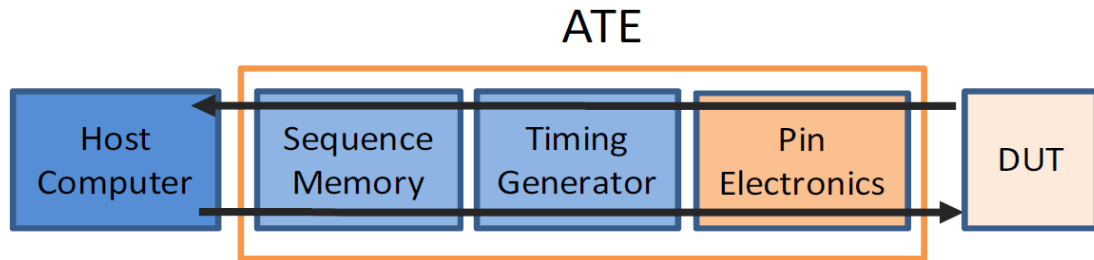 ATE
Host
Computer
Sequence
Memory
Timing
Generator
Pin
Electronics
DUT